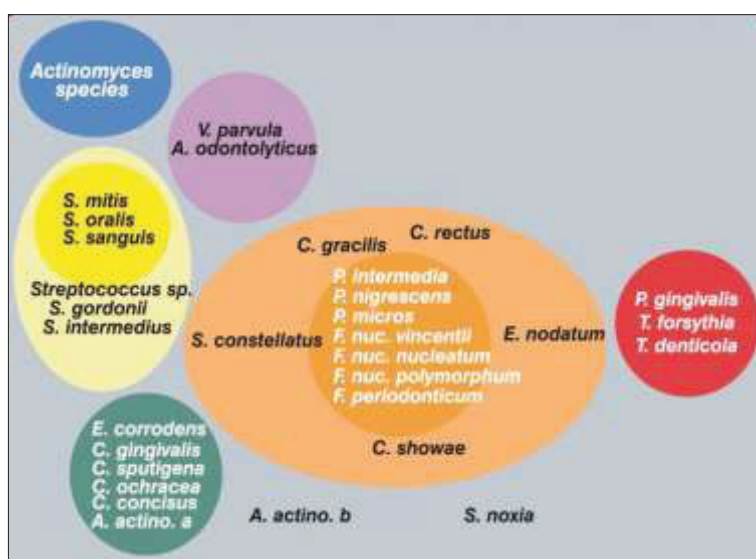 Actinomyces
species
V. parvula
A. odontolyticus
S. mitis
S. oralis
S. sanguis
Streptococcus sp.
S. gordonii
S. intermedius
C. gracilis
C. rectus
P. intermedia
P. nigrescens
P. micros
F. nuc. vincentii
F. nuc. nucleatum
F. nuc. polymorphum
F. periodonticum
S. constellatus
E. nodatum
C. showae
P. gingivalis
T. forsythia
T. denticola
E. corrodens
C. gingivalis
C. sputigena
C. ochracea
C. concisus
A. actino. a
A. actino. b
S. noxia